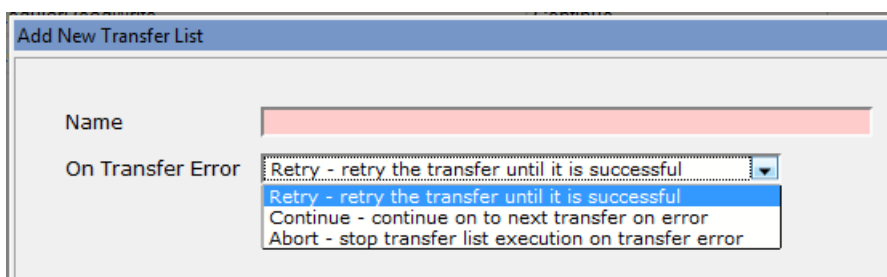 Add New Transfer List
Name
On Transfer Error Retry - retry the transfer until it is successful
Retry - retry the transfer until it is successful
Continue - continue on to next transfer on error
Abort - stop transfer list execution on transfer error